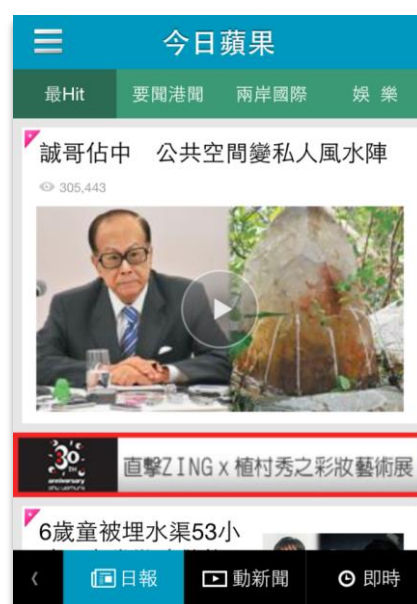 今日蘋果
最Hit 要聞港聞 兩岸國際 娛樂
誠哥佔中 公共空間變私人風水陣
305,443
30th
anniversary
shu uemura
直擊ZING x 植村秀之彩妝藝術展
6歲童被埋水渠53小
日報 動新聞 即時